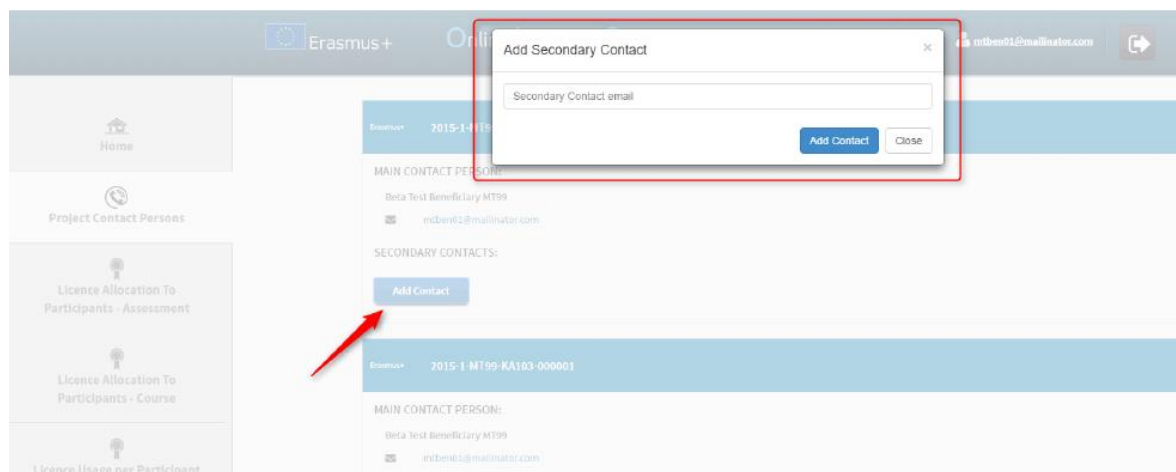 Erasmus+
Add Secondary Contact
×
mtben01@mailinator.com
Secondary Contact email
Add Contact
Close
Home
Project Contact Persons
Licence Allocation To
Participants - Assessment
Licence Allocation To
Participants - Course
Licence Usage per Participant
Erasmus+
MAIN CONTACT PERSON:
Beta Test Beneficiary MT99
mtben01@mailinator.com
SECONDARY CONTACTS:
Add Contact
Erasmus+ 2015-1-MT99-KA103-000001
MAIN CONTACT PERSON:
Beta Test Beneficiary MT99
mtben01@mailinator.com